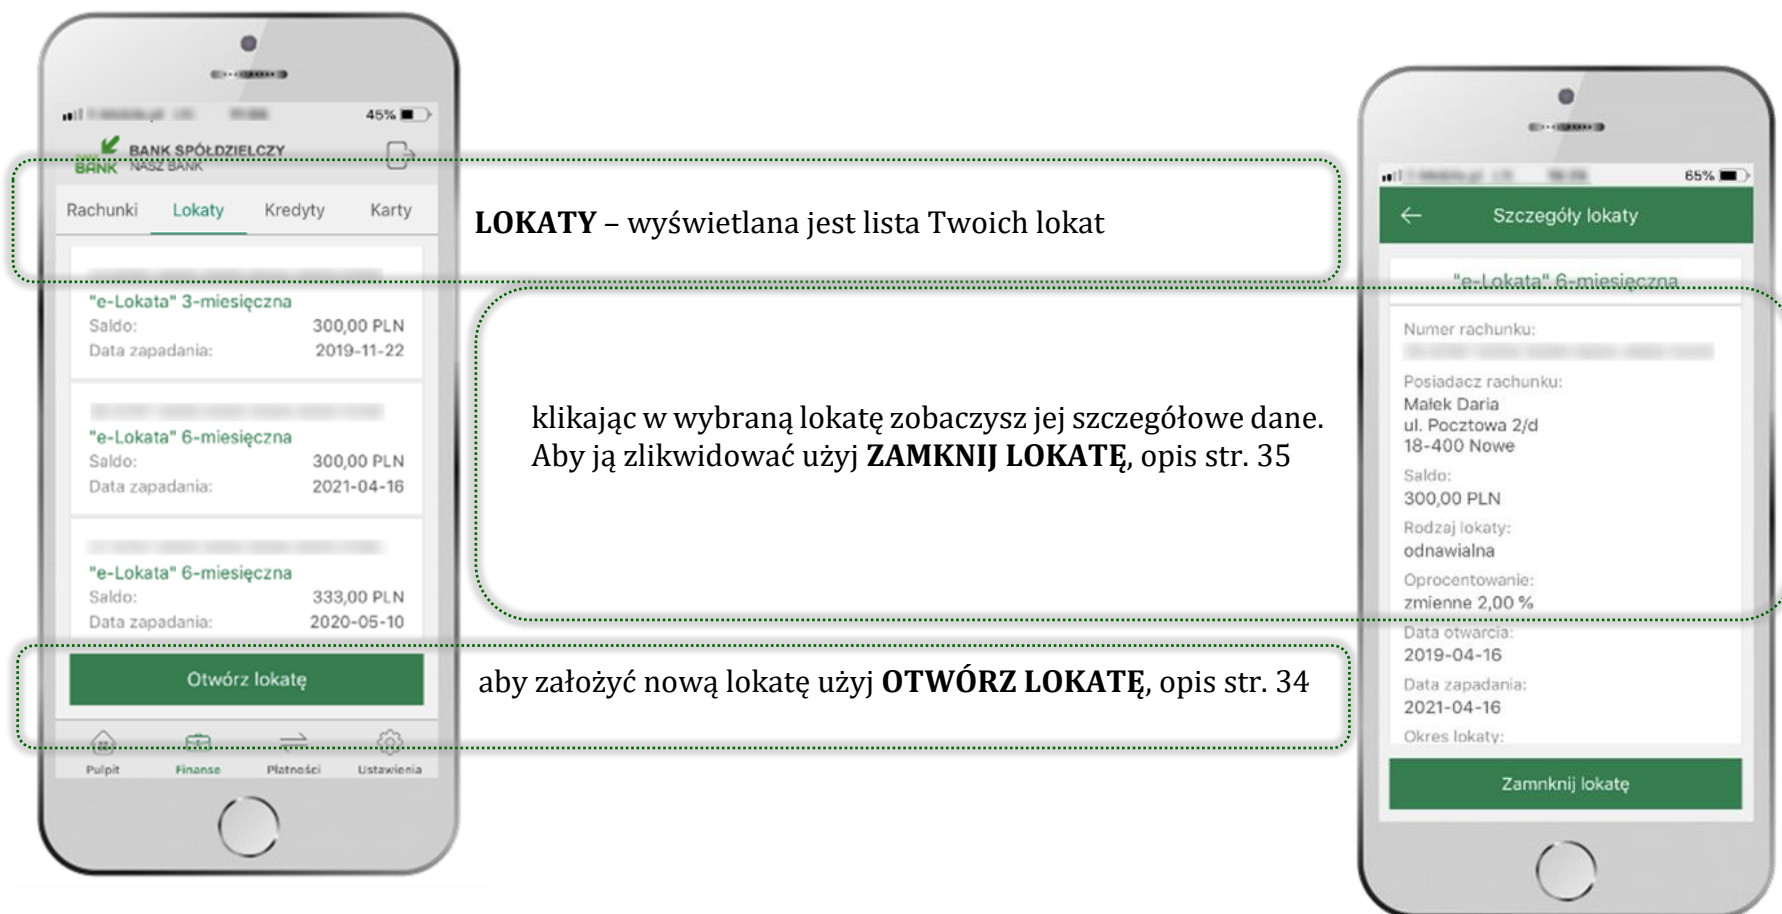 45%
BANK SPÓŁDZIELCZY
BANK NASZ BANK
Rachunki Lokaty Kredyty Karty
"e-Lokata" 3-miesięczna
Saldo: 300,00 PLN
Data zapadania: 2019-11-22
"e-Lokata" 6-miesięczna
Saldo: 300,00 PLN
Data zapadania: 2021-04-16
"e-Lokata" 6-miesięczna
Saldo: 333,00 PLN
Data zapadania: 2020-05-10
Otwórz lokatę
Pulpit Finanse Płatności Ustawienia
LOKATY – wyświetlana jest lista Twoich lokat
klikając w wybraną lokatę zobaczysz jej szczegółowe dane.
Aby ją zlikwidować użyj ZAMKNIJ LOKATĘ, opis str. 35
aby założyć nową lokatę użyj OTWÓRZ LOKATĘ, opis str. 34
65%
Szczegóły lokaty
"e-Lokata" 6-miesięczna
Numer rachunku:
Posiadacz rachunku:
Małek Daria
ul. Pocztowa 2/d
18-400 Nowe
Saldo:
300,00 PLN
Rodzaj lokaty:
odnawialna
Oprocentowanie:
zmienne 2,00 %
Data otwarcia:
2019-04-16
Data zapadania:
2021-04-16
Okres lokaty:
Zamnknij lokatę